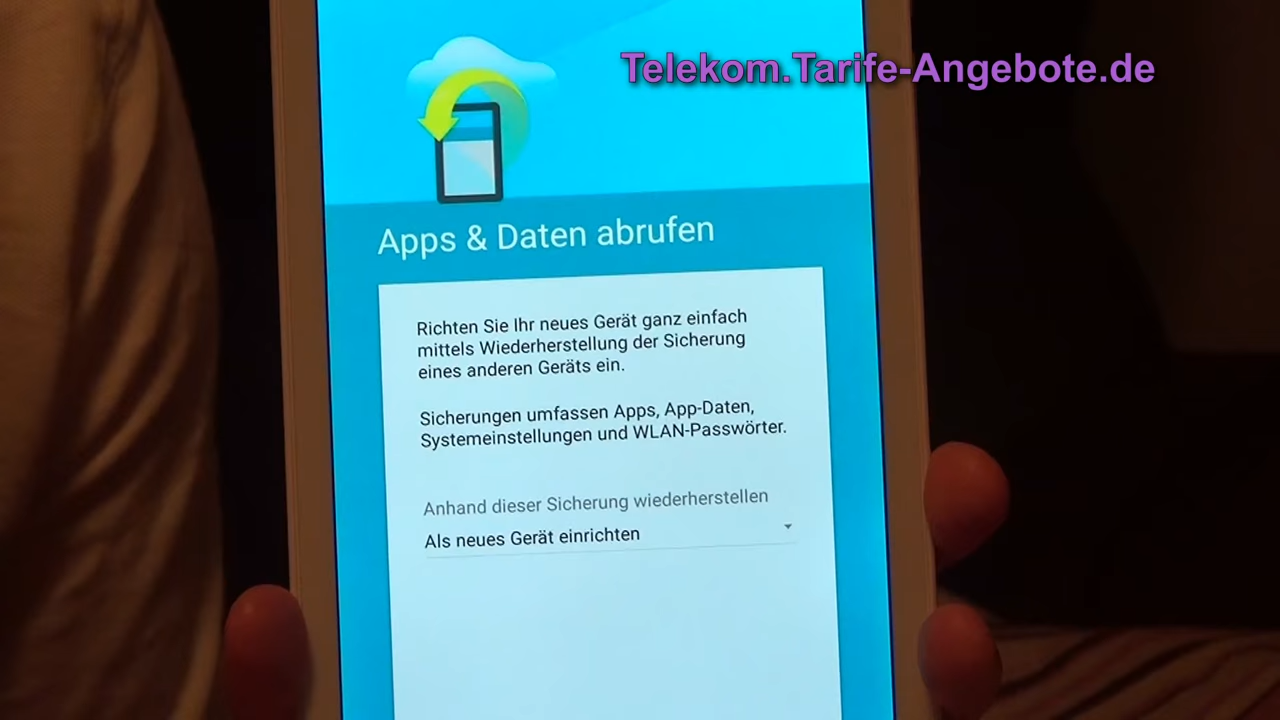 Telekom.Tarife-Angebote.de
Apps & Daten abrufen
Richten Sie Ihr neues Gerät ganz einfach
mittels Wiederherstellung der Sicherung
eines anderen Geräts ein.
Sicherungen umfassen Apps, App-Daten,
Systemeinstellungen und WLAN-Passwörter.
Anhand dieser Sicherung wiederherstellen
Als neues Gerät einrichten